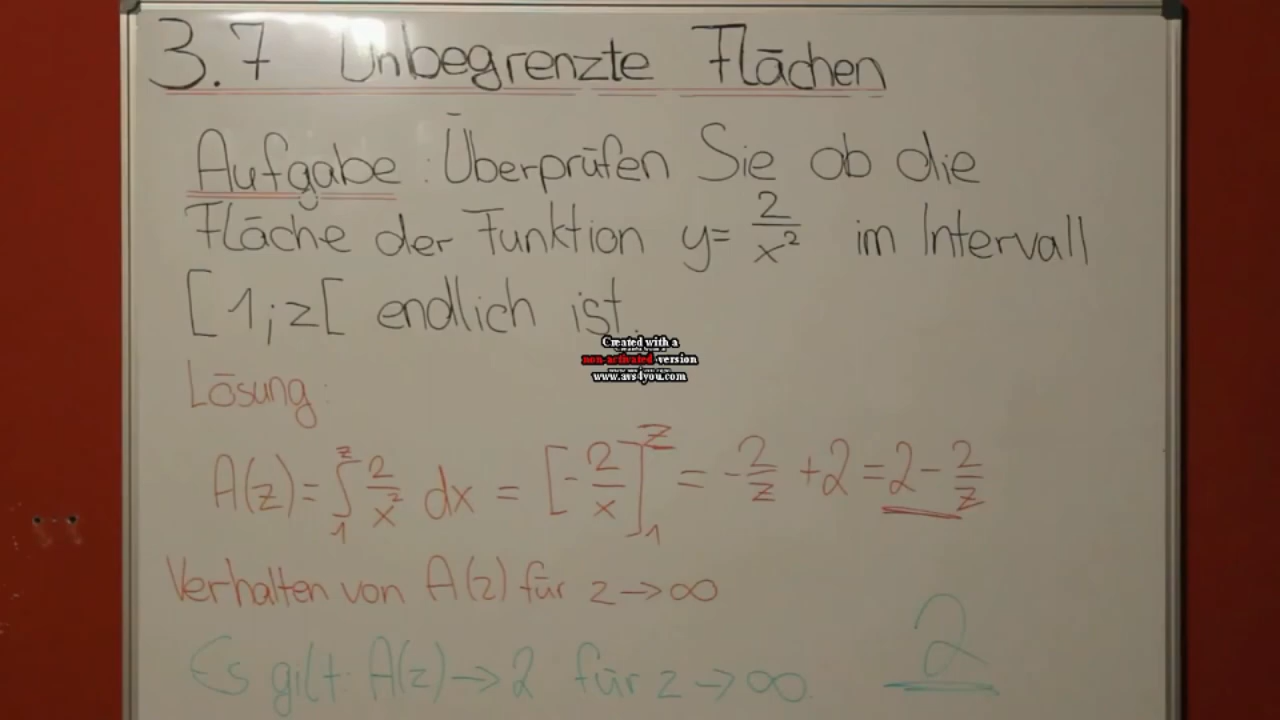 3.7 Unbegrenzte Flächen
Aufgabe: Überprüfen Sie ob die
Fläche der Funktion y = 2/x² im Intervall
[1;z[ endlich ist.
Created with a
non-activated version
www.avs4you.com
Lösung:
A(z) = ∫₁ᶻ 2/x² dx = [-2/x]₁ᶻ = -2/z + 2 = 2 - 2/z
Verhalten von A(z) für z → ∞
Es gilt: A(z) → 2 für z → ∞.
2